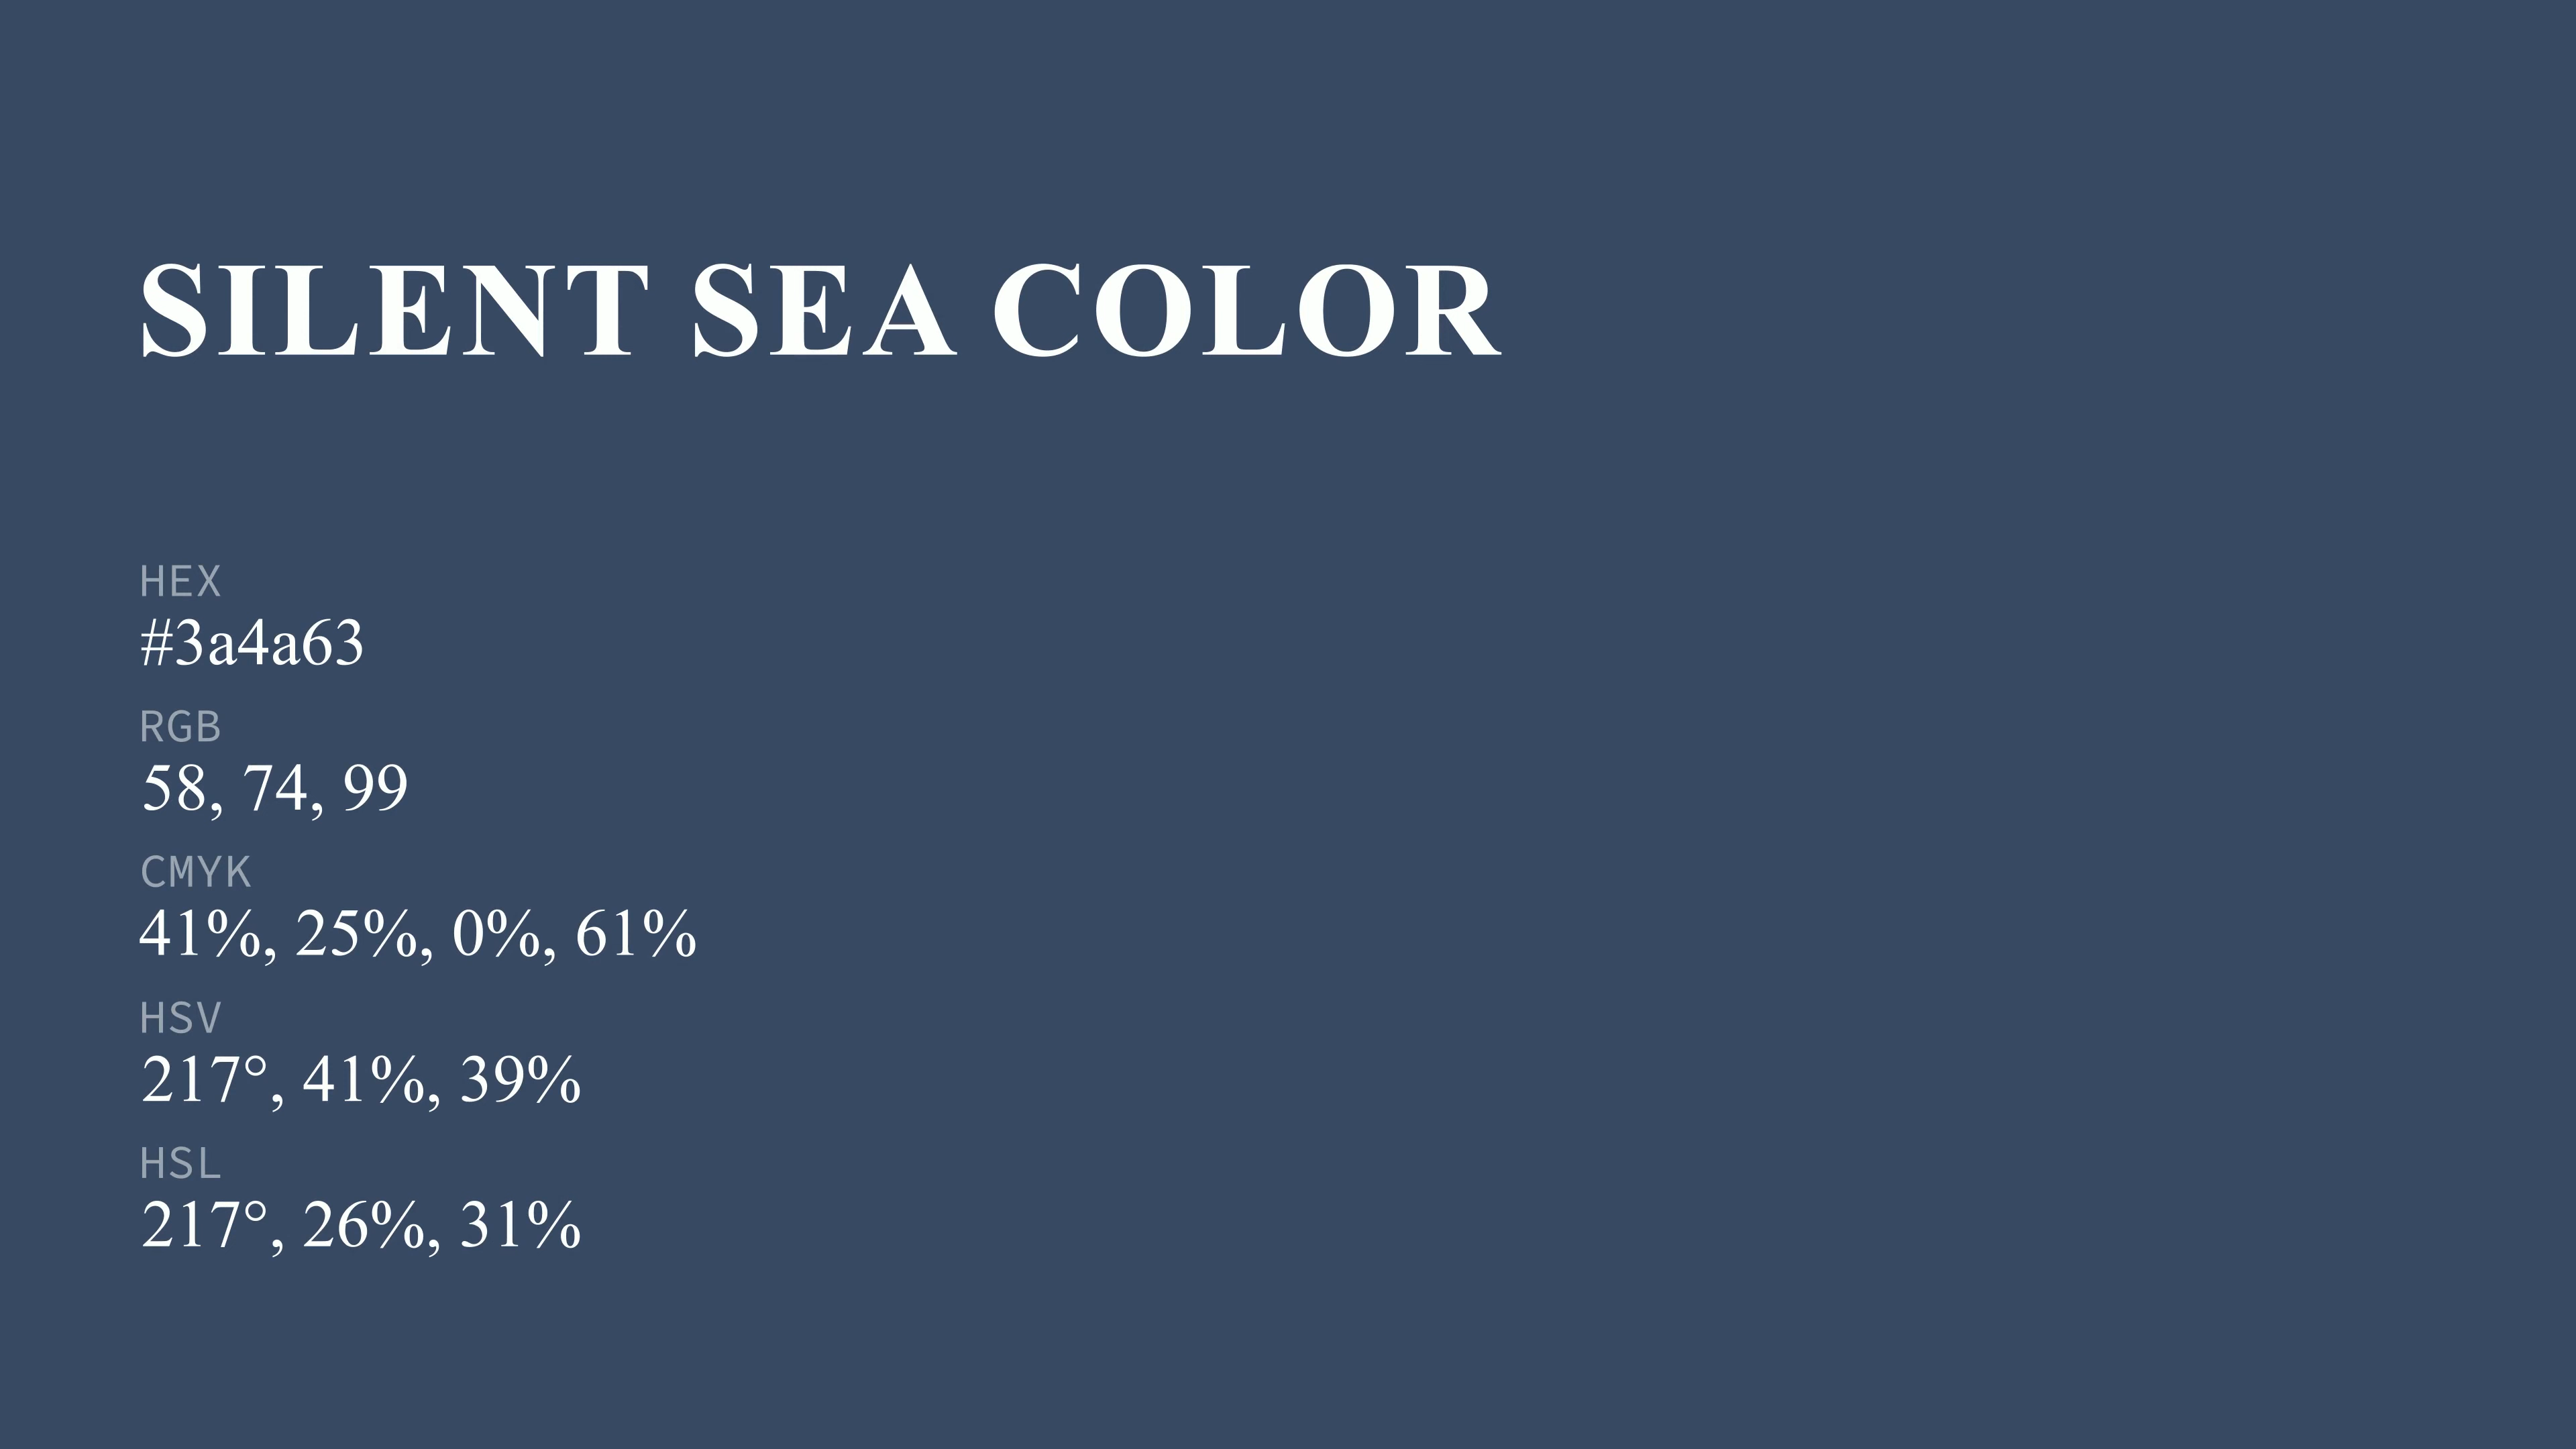 SILENT SEA COLOR
HEX
#3a4a63
RGB
58, 74, 99
CMYK
41%, 25%, 0%, 61%
HSV
217°, 41%, 39%
HSL
217°, 26%, 31%